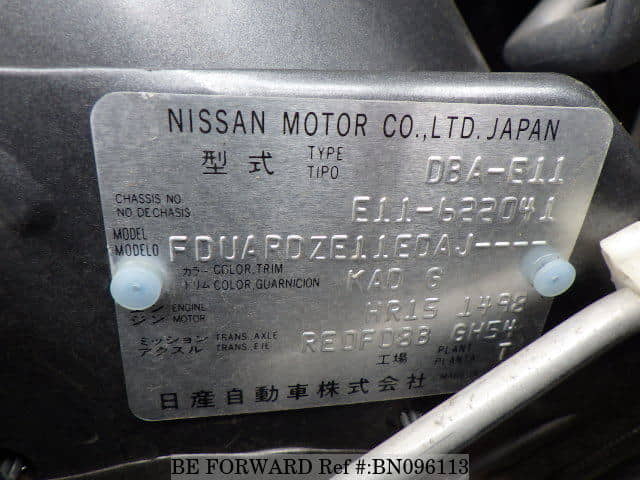 NISSAN MOTOR CO.,LTD. JAPAN
型式 TYPE TIPO DBA-E11
CHASSIS NO. NO DE CHASIS E11-622041
MODEL MODELO FDUARDZE11EDAJ----
カラー COLOR,TRIM トリム COLOR,GUARNICION KAD G
ENGINE ジン MOTOR HR15 1498
ミッション TRANS. AXLE アクスル TRANS. EJE RE0F08B GH54
工場 PLANT PLANTA T
日産自動車株式会社
BE FORWARD Ref #:BN096113